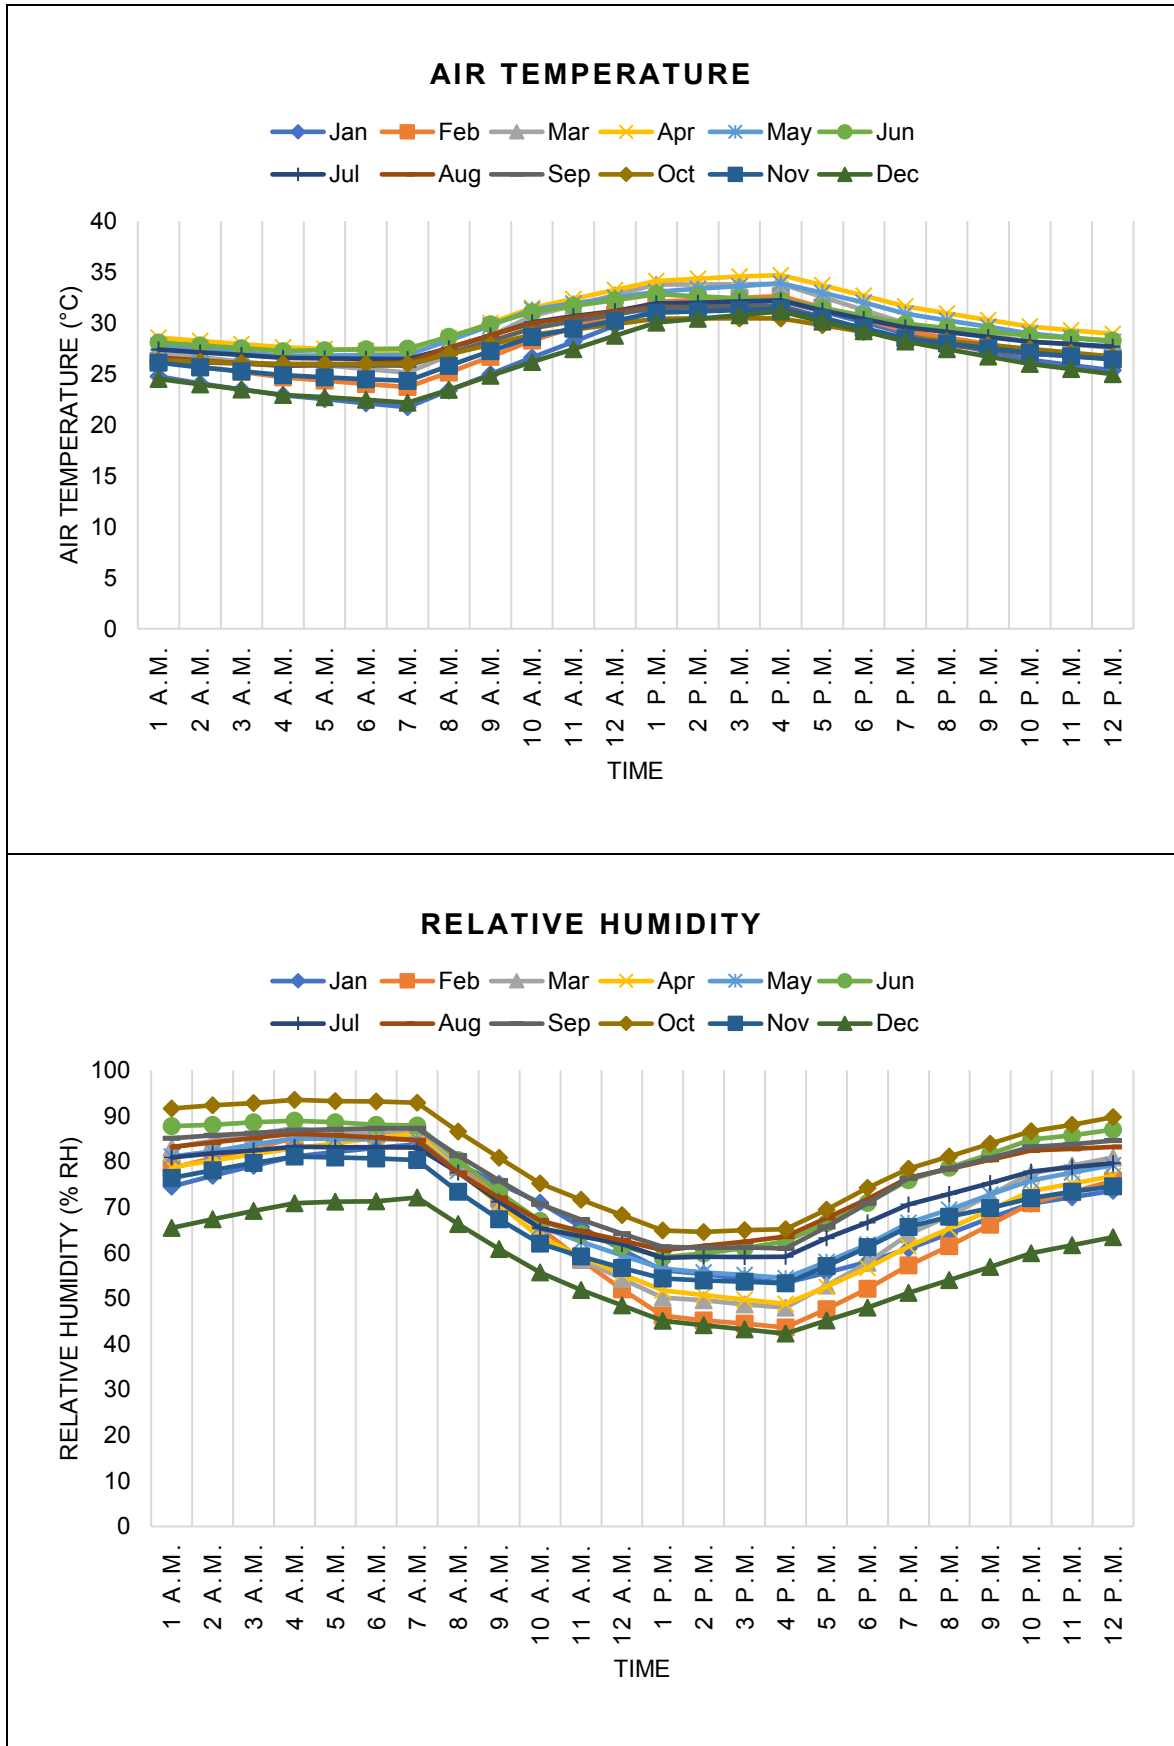 AIR TEMPERATURE
Jan Feb Mar Apr May Jun
Jul Aug Sep Oct Nov Dec
40
35
30
25
20
15
10
5
0
AIR TEMPERATURE (°C)
1 A.M.
2 A.M.
3 A.M.
4 A.M.
5 A.M.
6 A.M.
7 A.M.
8 A.M.
9 A.M.
10 A.M.
11 A.M.
12 A.M.
1 P.M.
2 P.M.
3 P.M.
4 P.M.
5 P.M.
6 P.M.
7 P.M.
8 P.M.
9 P.M.
10 P.M.
11 P.M.
12 P.M.
TIME
RELATIVE HUMIDITY
Jan Feb Mar Apr May Jun
Jul Aug Sep Oct Nov Dec
100
90
80
70
60
50
40
30
20
10
0
RELATIVE HUMIDITY (% RH)
1 A.M.
2 A.M.
3 A.M.
4 A.M.
5 A.M.
6 A.M.
7 A.M.
8 A.M.
9 A.M.
10 A.M.
11 A.M.
12 A.M.
1 P.M.
2 P.M.
3 P.M.
4 P.M.
5 P.M.
6 P.M.
7 P.M.
8 P.M.
9 P.M.
10 P.M.
11 P.M.
12 P.M.
TIME